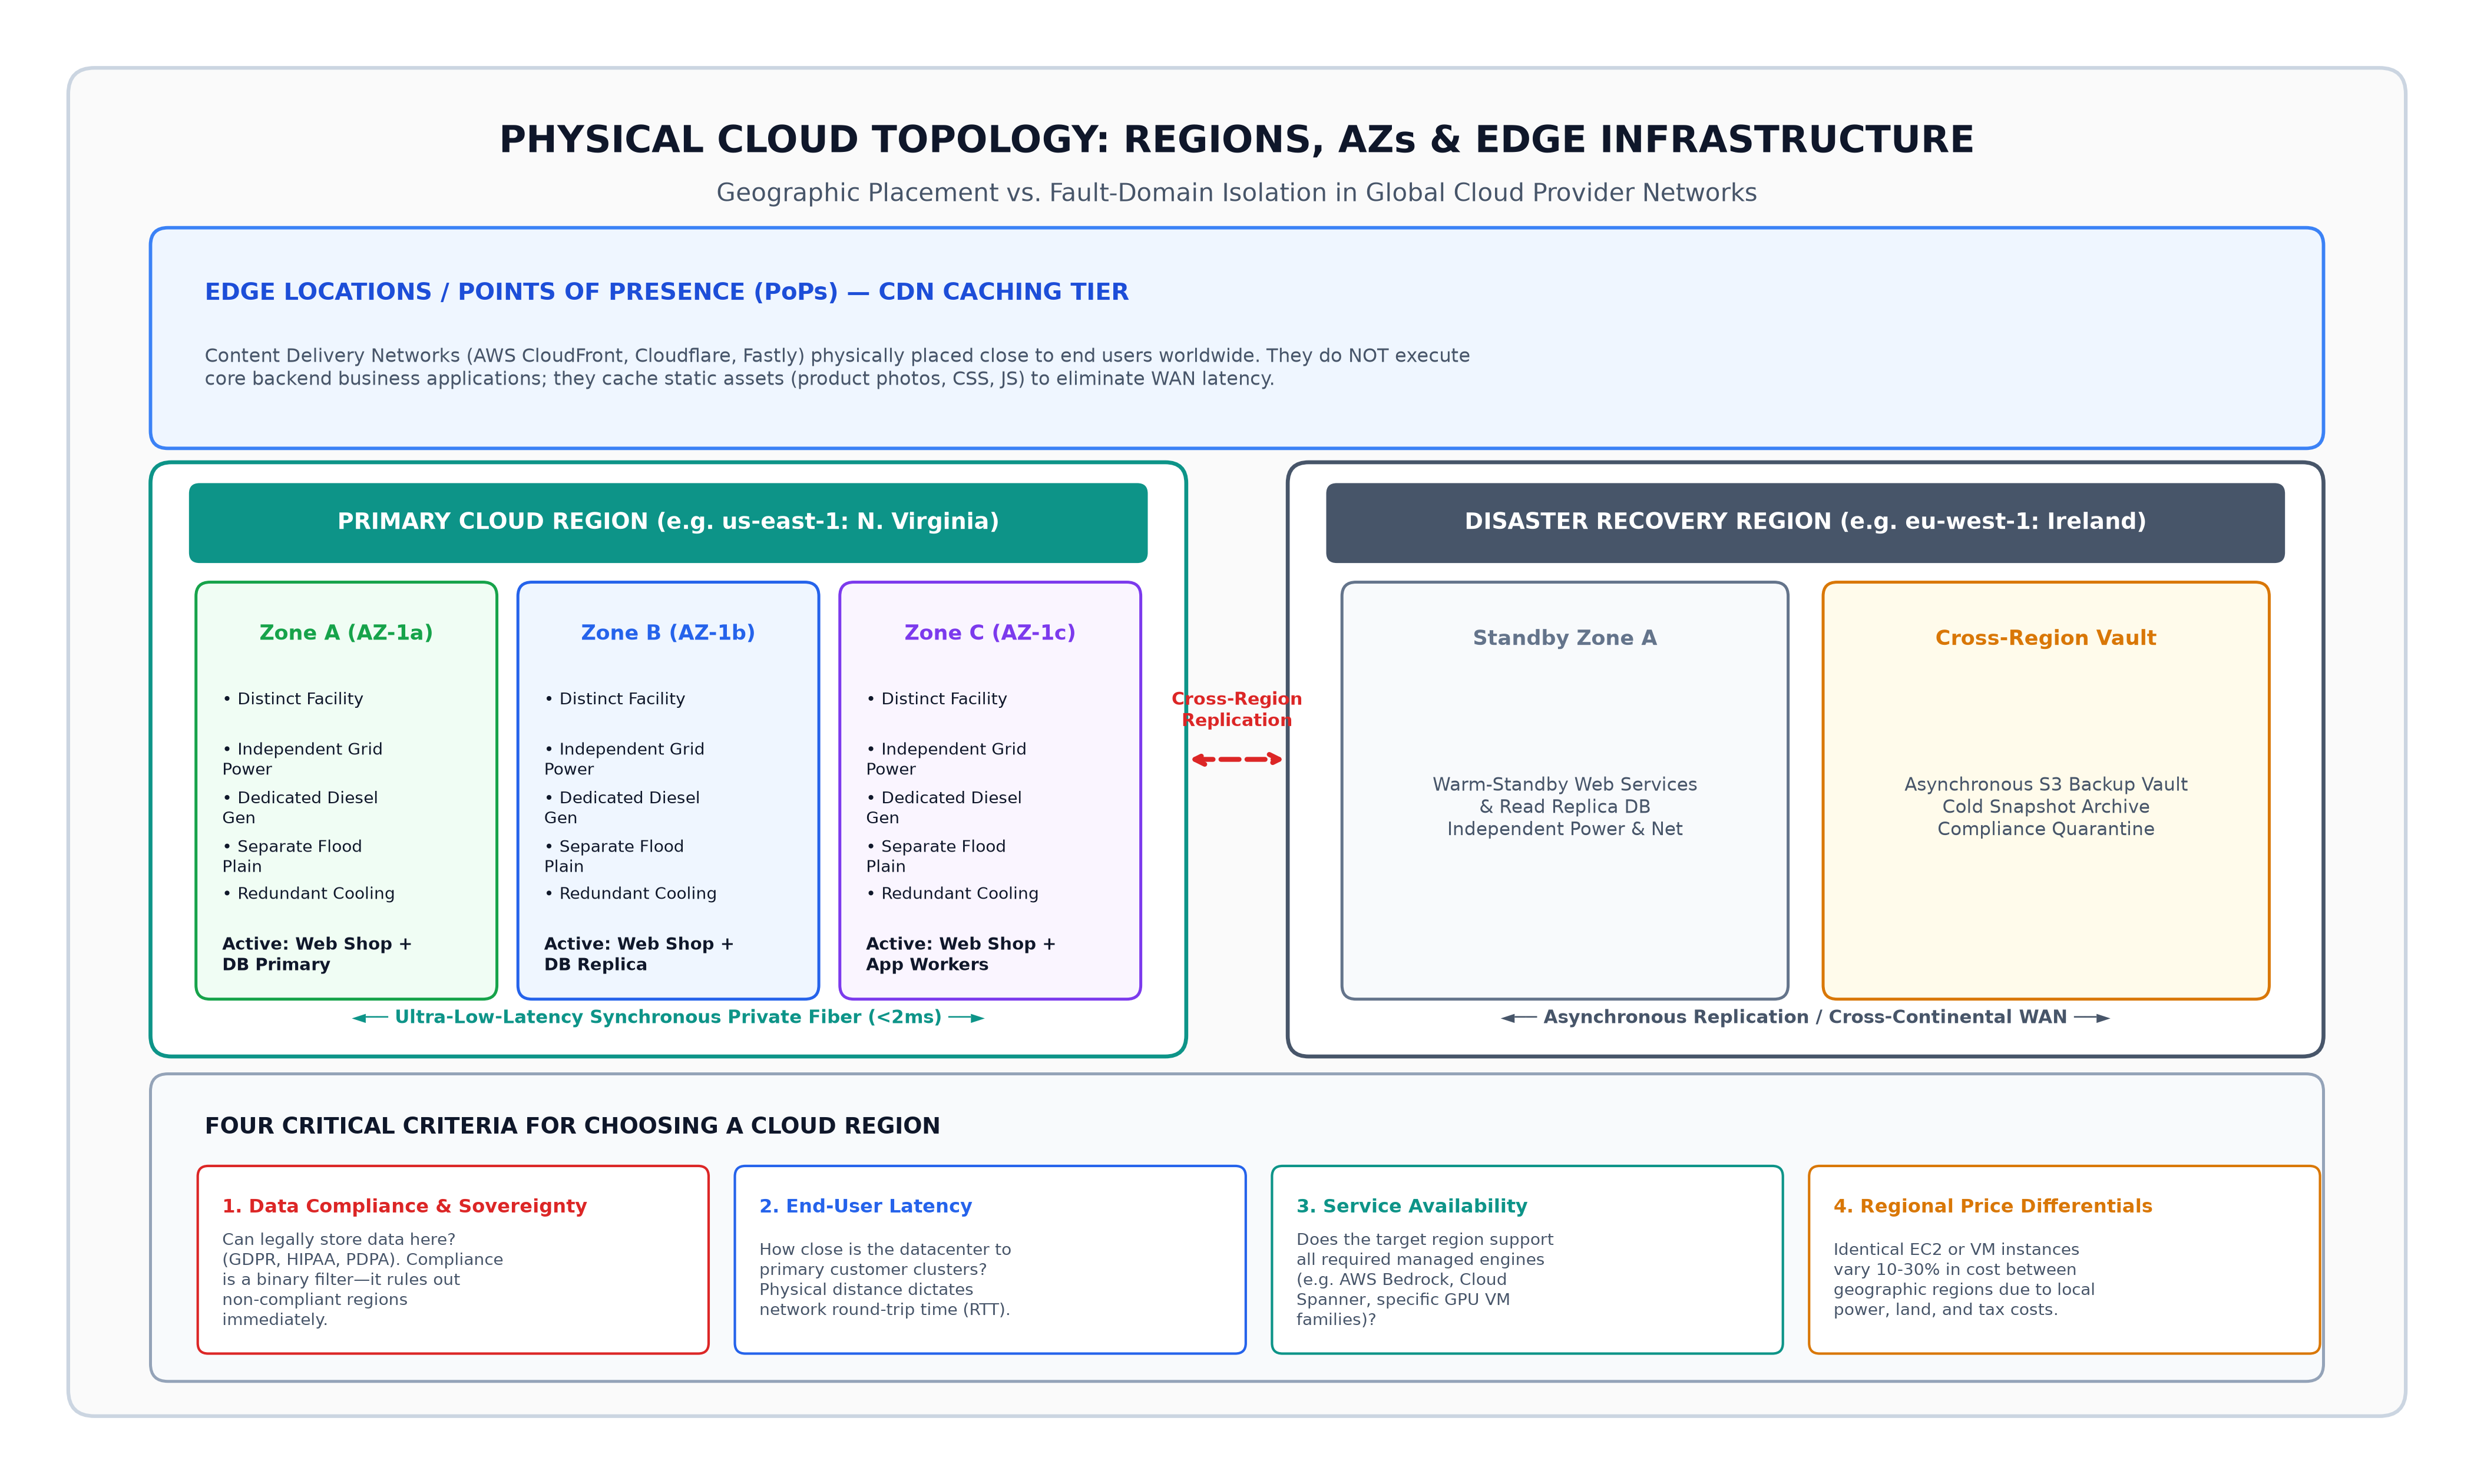 PHYSICAL CLOUD TOPOLOGY: REGIONS, AZs & EDGE INFRASTRUCTURE
Geographic Placement vs. Fault-Domain Isolation in Global Cloud Provider Networks
EDGE LOCATIONS / POINTS OF PRESENCE (PoPs) — CDN CACHING TIER
Content Delivery Networks (AWS CloudFront, Cloudflare, Fastly) physically placed close to end users worldwide. They do NOT execute
core backend business applications; they cache static assets (product photos, CSS, JS) to eliminate WAN latency.
PRIMARY CLOUD REGION (e.g. us-east-1: N. Virginia)
Zone A (AZ-1a)
• Distinct Facility
• Independent Grid
Power
• Dedicated Diesel
Gen
• Separate Flood
Plain
• Redundant Cooling
Active: Web Shop +
DB Primary
Zone B (AZ-1b)
• Distinct Facility
• Independent Grid
Power
• Dedicated Diesel
Gen
• Separate Flood
Plain
• Redundant Cooling
Active: Web Shop +
DB Replica
Zone C (AZ-1c)
• Distinct Facility
• Independent Grid
Power
• Dedicated Diesel
Gen
• Separate Flood
Plain
• Redundant Cooling
Active: Web Shop +
App Workers
◄── Ultra-Low-Latency Synchronous Private Fiber (<2ms) ──►
Cross-Region
Replication
DISASTER RECOVERY REGION (e.g. eu-west-1: Ireland)
Standby Zone A
Warm-Standby Web Services
& Read Replica DB
Independent Power & Net
Cross-Region Vault
Asynchronous S3 Backup Vault
Cold Snapshot Archive
Compliance Quarantine
◄── Asynchronous Replication / Cross-Continental WAN ──►
FOUR CRITICAL CRITERIA FOR CHOOSING A CLOUD REGION
1. Data Compliance & Sovereignty
Can legally store data here?
(GDPR, HIPAA, PDPA). Compliance
is a binary filter—it rules out
non-compliant regions
immediately.
2. End-User Latency
How close is the datacenter to
primary customer clusters?
Physical distance dictates
network round-trip time (RTT).
3. Service Availability
Does the target region support
all required managed engines
(e.g. AWS Bedrock, Cloud
Spanner, specific GPU VM
families)?
4. Regional Price Differentials
Identical EC2 or VM instances
vary 10-30% in cost between
geographic regions due to local
power, land, and tax costs.